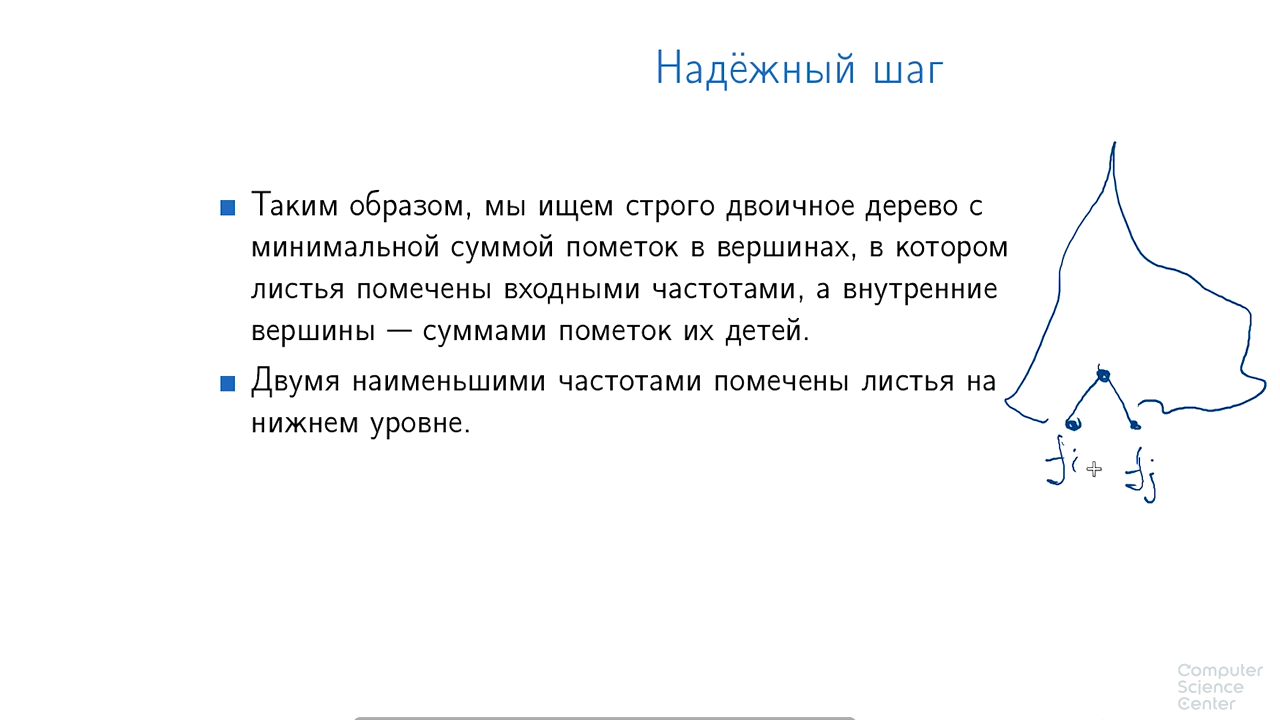 Надёжный шаг
Таким образом, мы ищем строго двоичное дерево с
минимальной суммой пометок в вершинах, в котором
листья помечены входными частотами, а внутренние
вершины — суммами пометок их детей.
Двумя наименьшими частотами помечены листья на
нижнем уровне.
fi fj
Computer
Science
Center